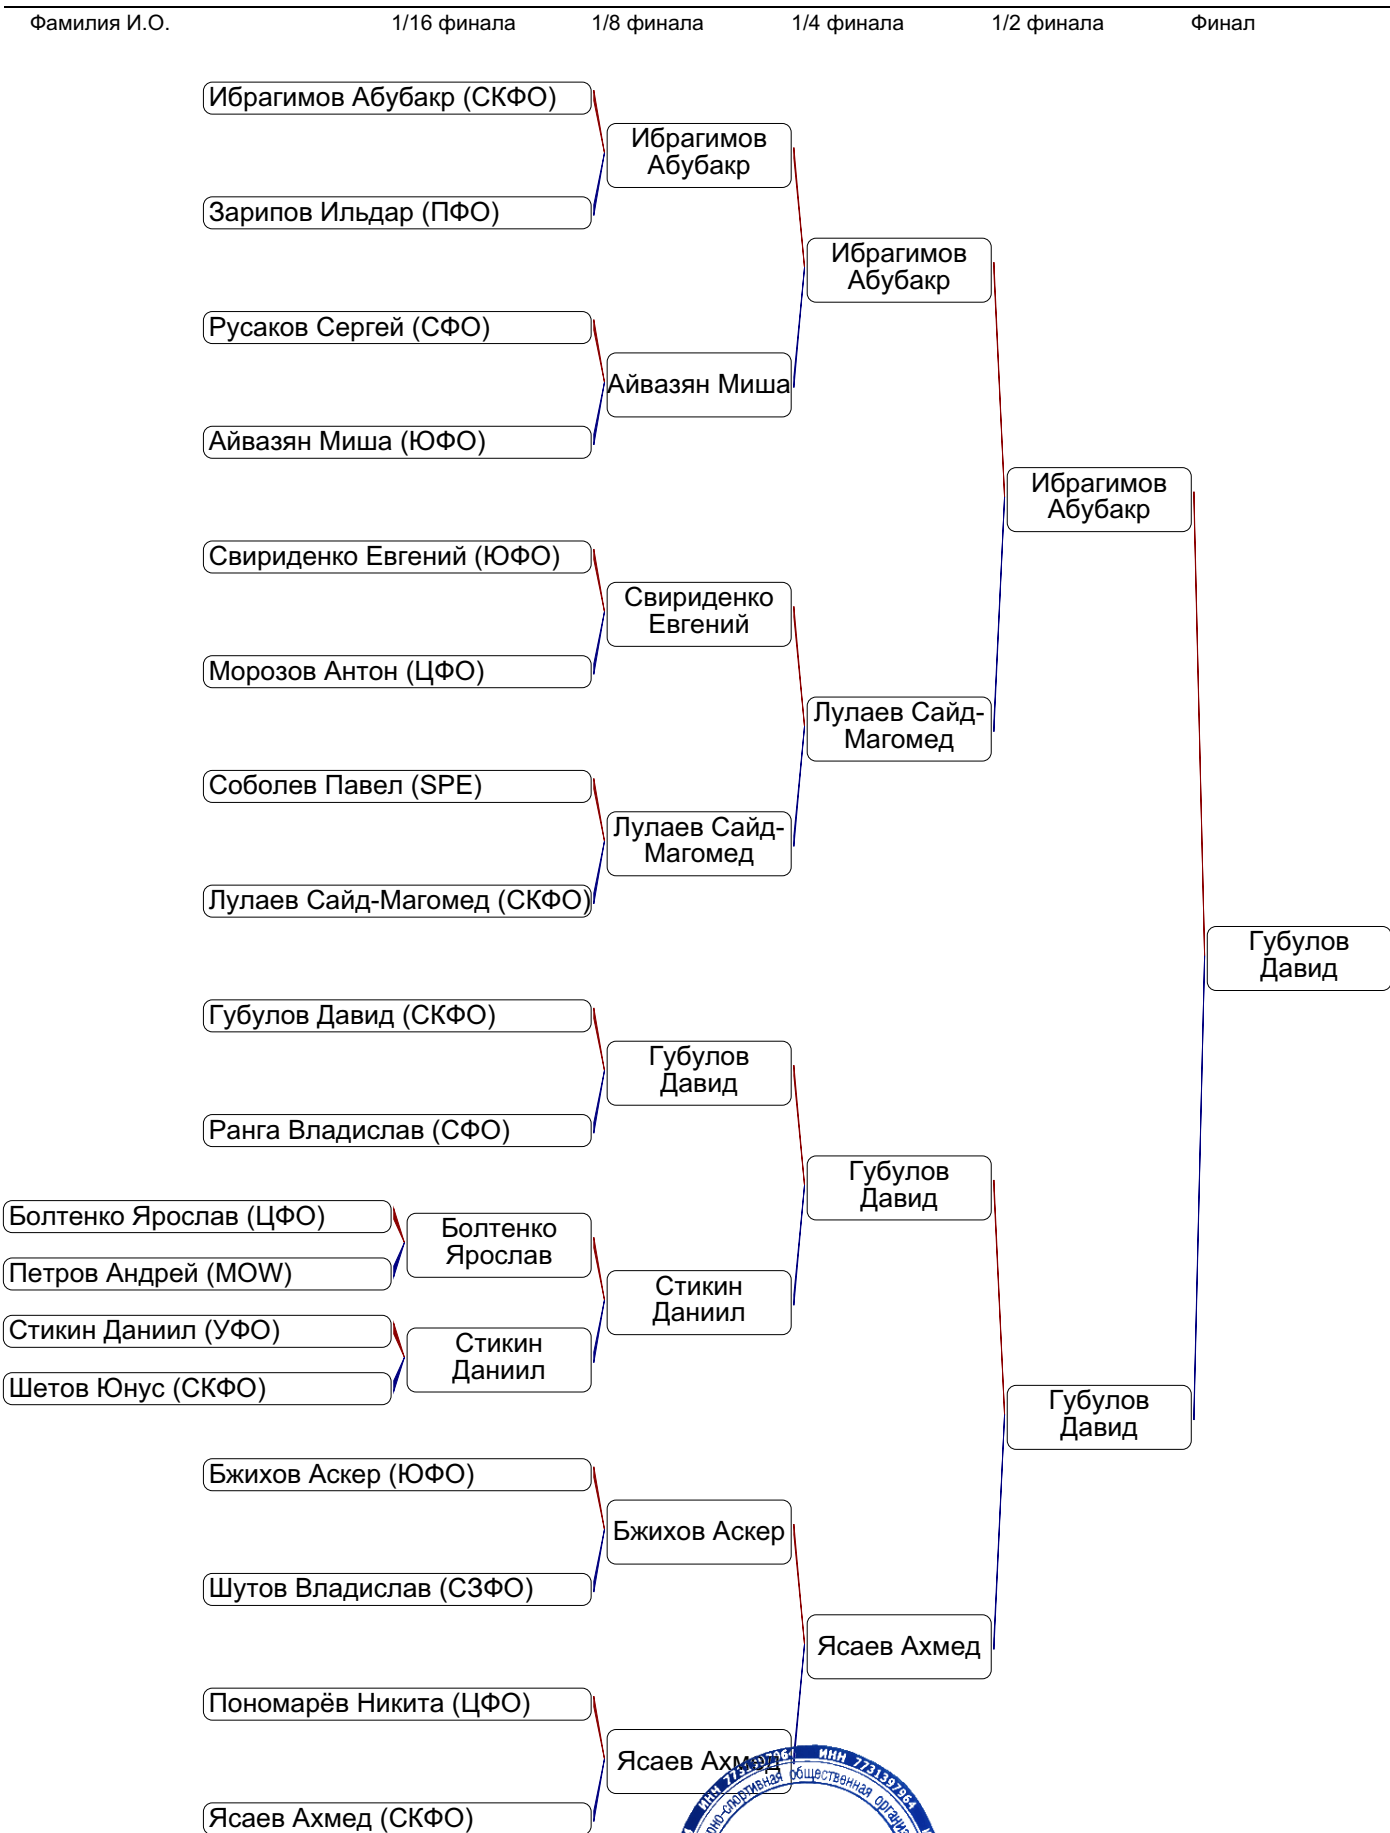 Фамилия И.О. 1/16 финала 1/8 финала 1/4 финала 1/2 финала Финал
Ибрагимов Абубакр (СКФО)
Ибрагимов
Абубакр
Зарипов Ильдар (ПФО)
Ибрагимов
Абубакр
Русаков Сергей (СФО)
Айвазян Миша
Айвазян Миша (ЮФО)
Ибрагимов
Абубакр
Свириденко Евгений (ЮФО)
Свириденко
Евгений
Морозов Антон (ЦФО)
Лулаев Сайд-
Магомед
Соболев Павел (SPE)
Лулаев Сайд-
Магомед
Лулаев Сайд-Магомед (СКФО)
Губулов
Давид
Губулов Давид (СКФО)
Губулов
Давид
Ранга Владислав (СФО)
Губулов
Давид
Болтенко Ярослав (ЦФО)
Болтенко
Ярослав
Петров Андрей (MOW)
Стикин
Даниил
Стикин Даниил (УФО)
Стикин
Даниил
Шетов Юнус (СКФО)
Губулов
Давид
Бжихов Аскер (ЮФО)
Бжихов Аскер
Шутов Владислав (СЗФО)
Ясаев Ахмед
Пономарёв Никита (ЦФО)
Ясаев Ахмед
Ясаев Ахмед (СКФО)
ИНН 7731397964
общественная